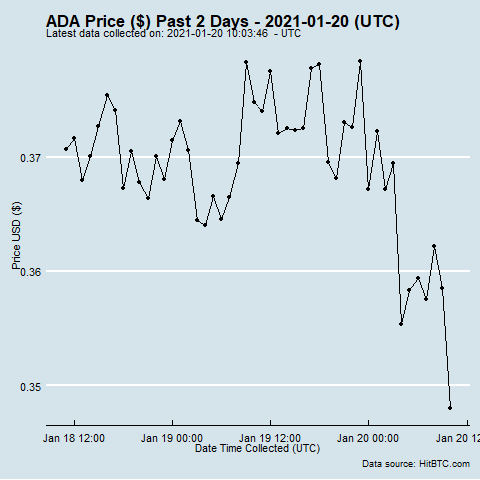 ADA Price ($) Past 2 Days - 2021-01-20 (UTC)
Latest data collected on: 2021-01-20 10:03:46 - UTC
0.37
0.36
0.35
Price USD ($)
Jan 18 12:00 Jan 19 00:00 Jan 19 12:00 Jan 20 00:00 Jan 20 12
Date Time Collected (UTC)
Data source: HitBTC.com